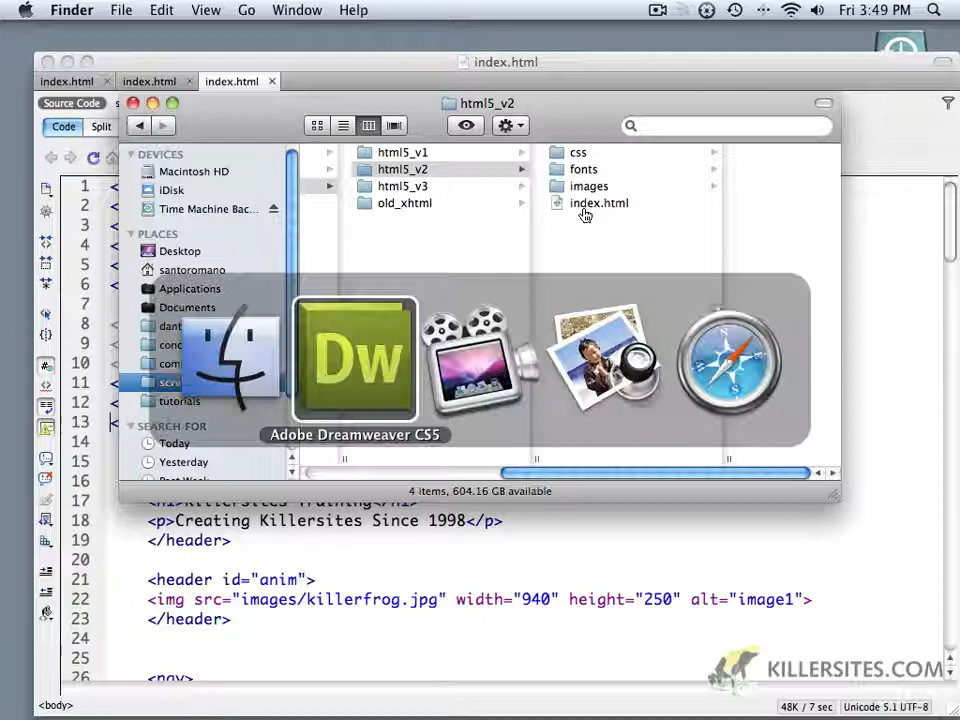 Finder File Edit View Go Window Help Fri 3:49 PM
index.html
index.html × index.html × index.html ×
Source Code
html5_v2
Code Split
DEVICES
Macintosh HD
iDisk
Time Machine Bac...
PLACES
Desktop
santoromano
Applications
Documents
tutorials
SEARCH FOR
Today
Yesterday
html5_v1
html5_v2
html5_v3
old_xhtml
css
fonts
images
index.html
Dw
Adobe Dreamweaver CS5
4 items, 604.16 GB available
1 <
2 <
3 <
4 <
5 <
6 <
7
8 <
9 <
10 <
11 <
12 <
13 <
14
15
16
17
18 <p>Creating Killersites Since 1998</p>
19 </header>
20
21 <header id="anim">
22 <img src="images/killerfrog.jpg" width="940" height="250" alt="image1">
23 </header>
24
25
26 <nav>
KILLERSITES.COM
<body> 48K / 7 sec Unicode 5.1 UTF-8